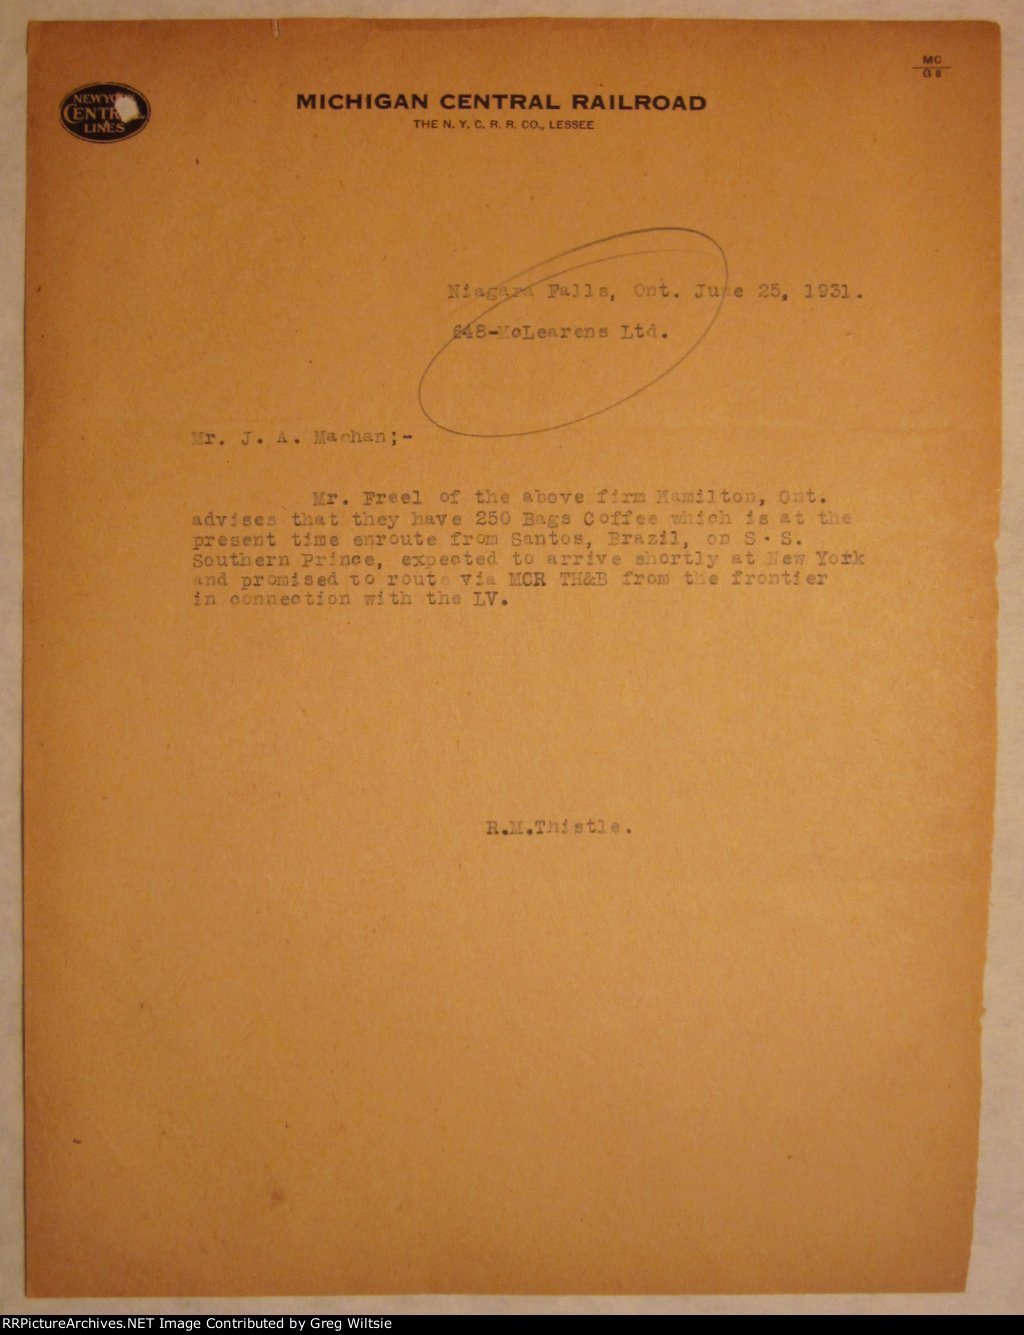 MC
G 8
NEW YO
CENTRAL
LINES
MICHIGAN CENTRAL RAILROAD
THE N. Y. C. R. R. CO., LESSEE
Niagara Falls, Ont. June 25, 1931.
648-McLearens Ltd.
Mr. J. A. Machan;-
Mr. Freel of the above firm Hamilton, Ont.
advises that they have 250 Bags Coffee which is at the
present time enroute from Santos, Brazil, on S. S.
Southern Prince, expected to arrive shortly at New York
and promised to route via MCR TH&B from the frontier
in connection with the LV.
R.M.Thistle.
RRPictureArchives.NET Image Contributed by Greg Wiltsie